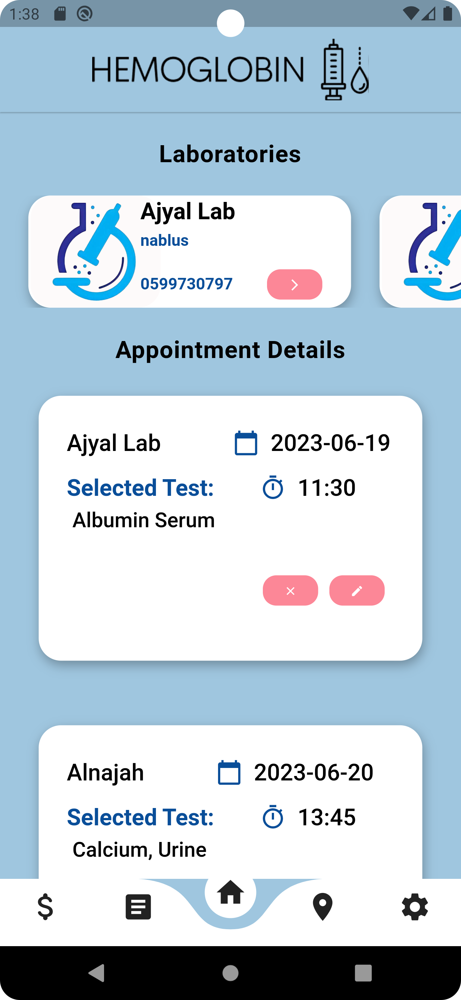 1:38
HEMOGLOBIN
Laboratories
Ajyal Lab
nablus
0599730797
Appointment Details
Ajyal Lab
2023-06-19
Selected Test:
11:30
Albumin Serum
Alnajah
2023-06-20
Selected Test:
13:45
Calcium, Urine